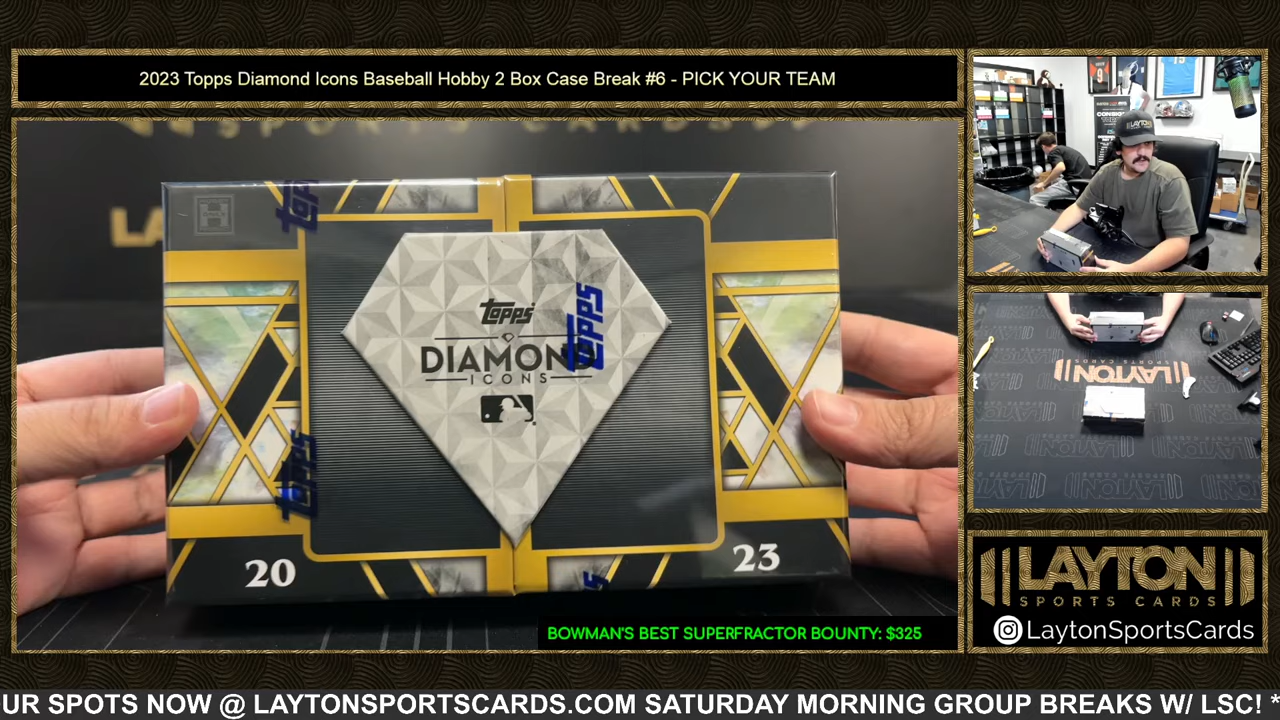 2023 Topps Diamond Icons Baseball Hobby 2 Box Case Break #6 - PICK YOUR TEAM
topps
topps
topps
DIAMOND
ICONS
topps
20
23
BOWMAN'S BEST SUPERFRACTOR BOUNTY: $325
LAYTON
SPORTS CARDS
LAYTON
SPORTS CARDS
LaytonSportsCards
UR SPOTS NOW @ LAYTONSPORTSCARDS.COM SATURDAY MORNING GROUP BREAKS W/ LSC! *